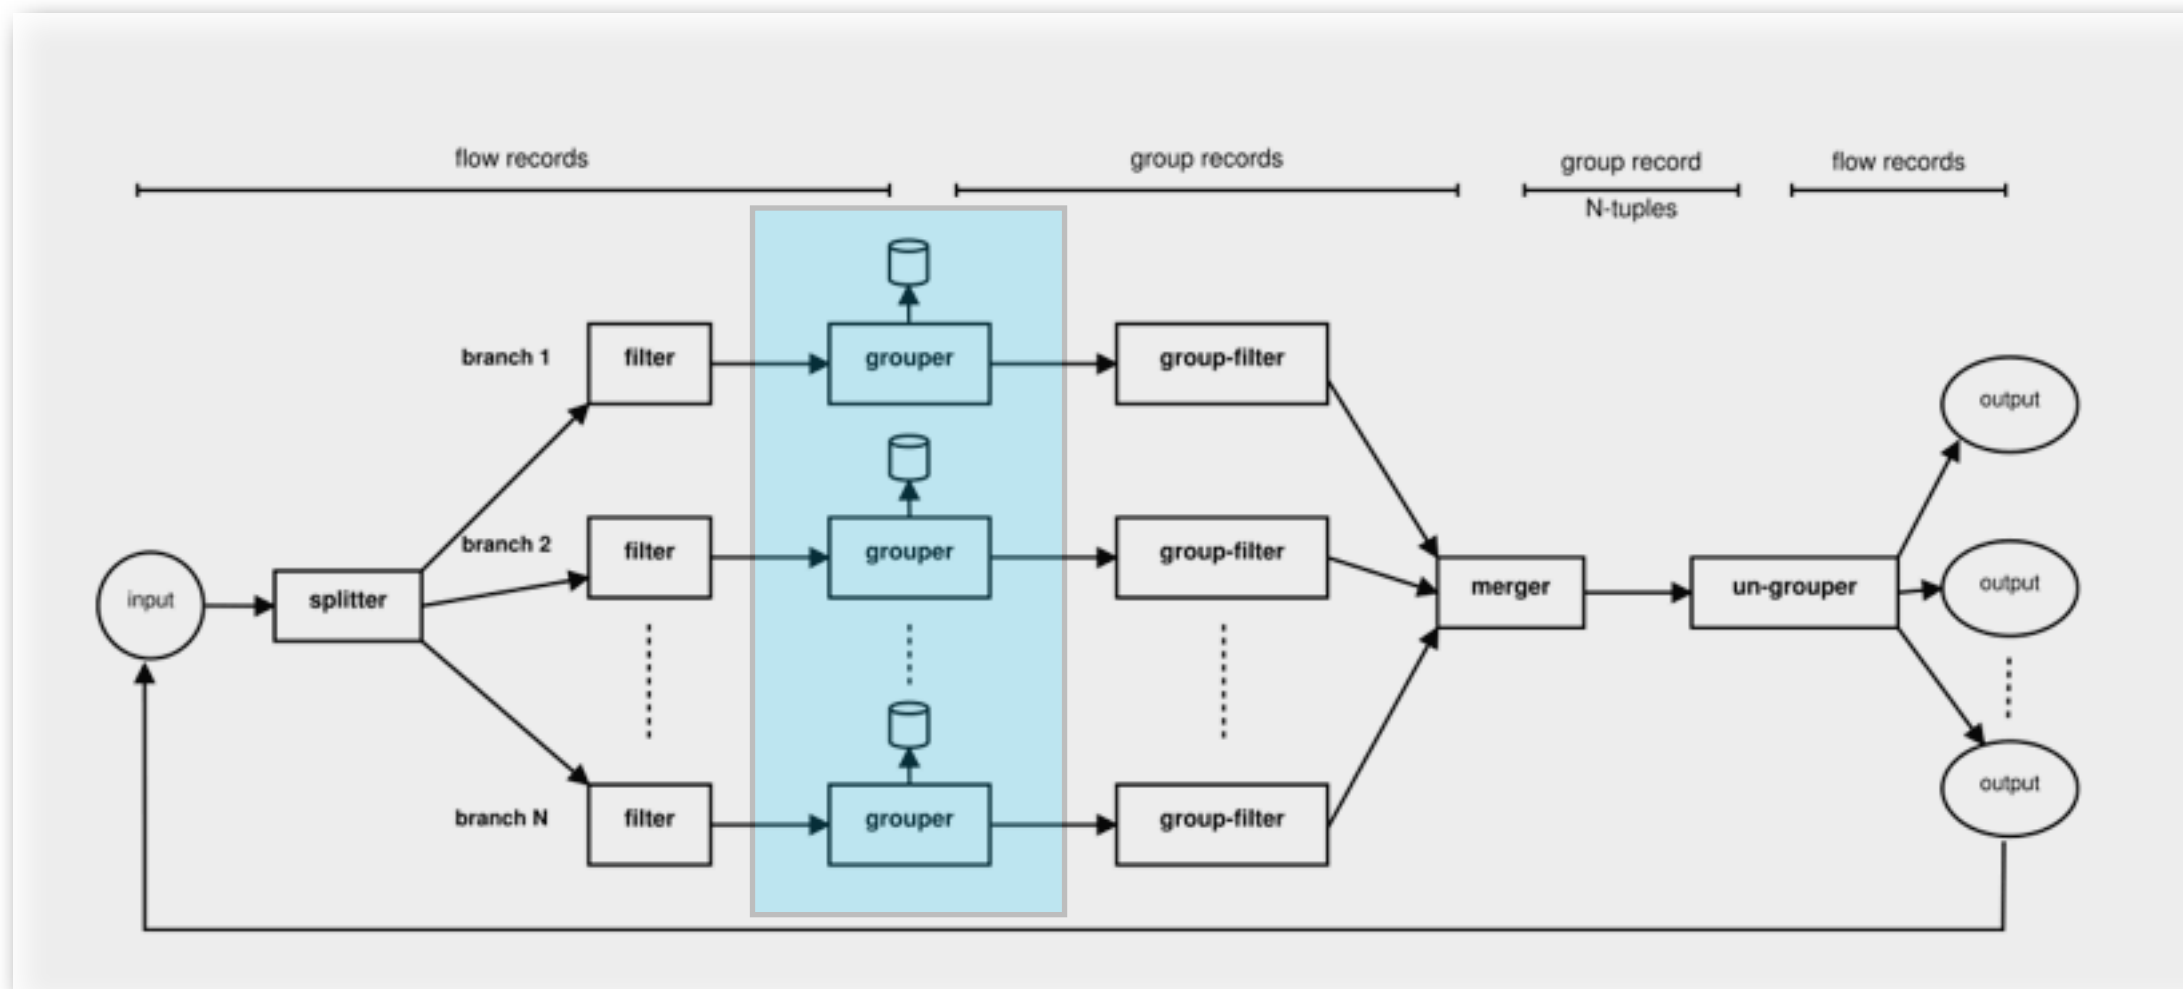 flow records
group records
group record
N-tuples
flow records
branch 1
filter
grouper
group-filter
output
branch 2
filter
grouper
group-filter
input
splitter
merger
un-grouper
output
branch N
filter
grouper
group-filter
output